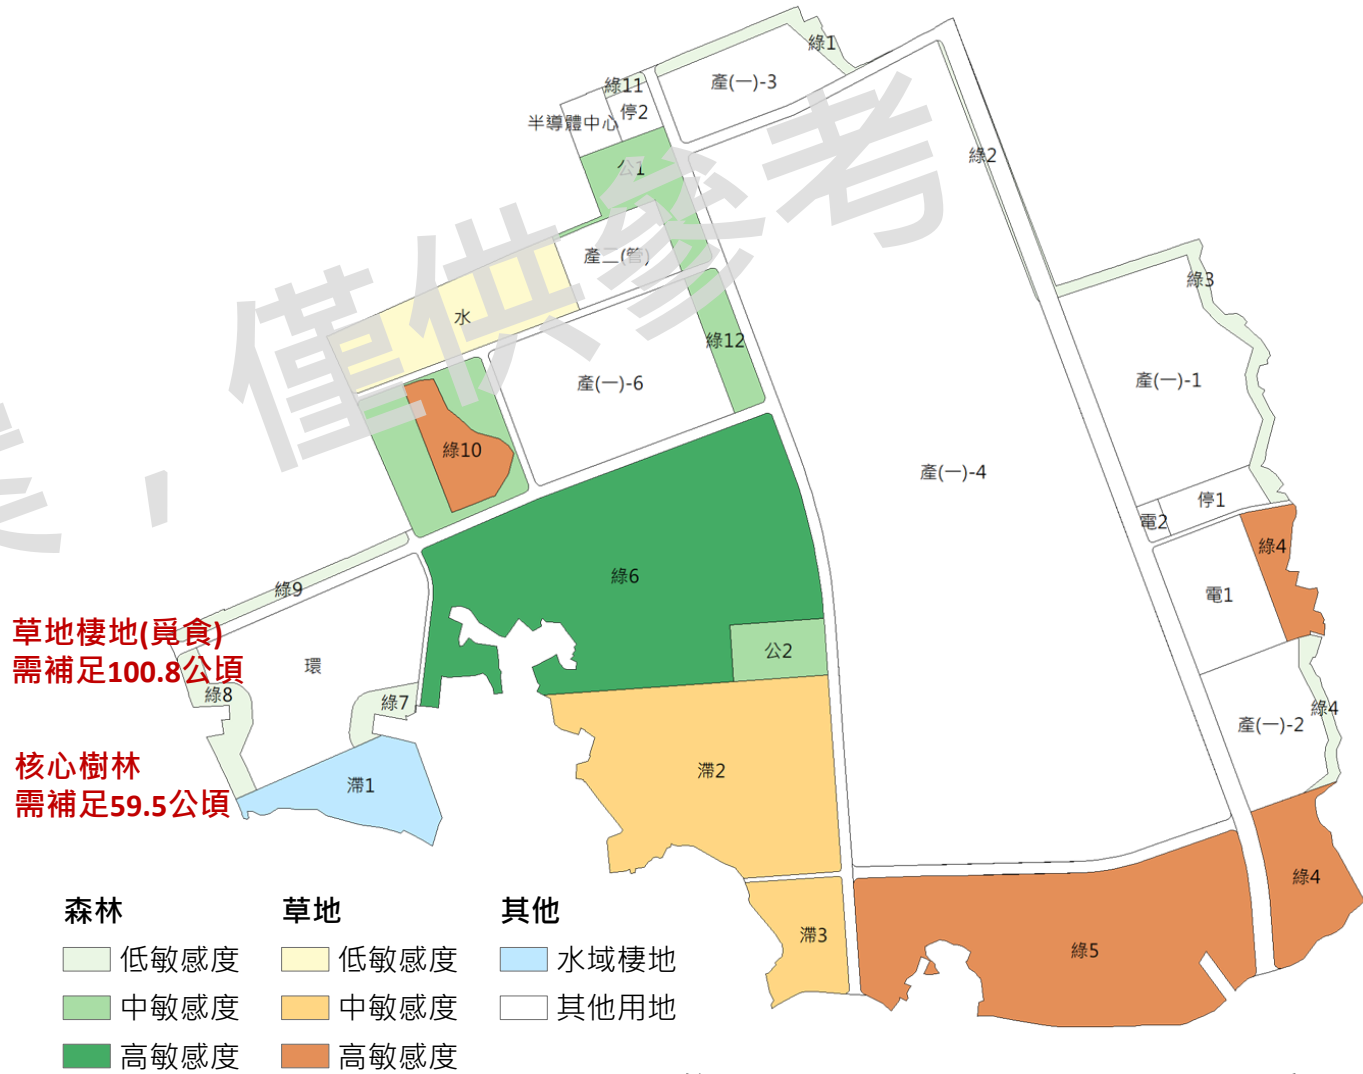 綠1
產(一)-3
綠11
停2
半導體中心
公1
綠2
產二(管)
綠3
水
綠12
產(一)-6
產(一)-1
綠10
產(一)-4
停1
電2
綠4
綠6
綠9
電1
草地棲地(覓食)
需補足100.8公頃
環
公2
綠8
綠7
綠4
產(一)-2
核心樹林
需補足59.5公頃
滯1
滯2
綠4
滯3
綠5
森林
草地
其他
低敏感度
低敏感度
水域棲地
中敏感度
中敏感度
其他用地
高敏感度
高敏感度
，僅供參考